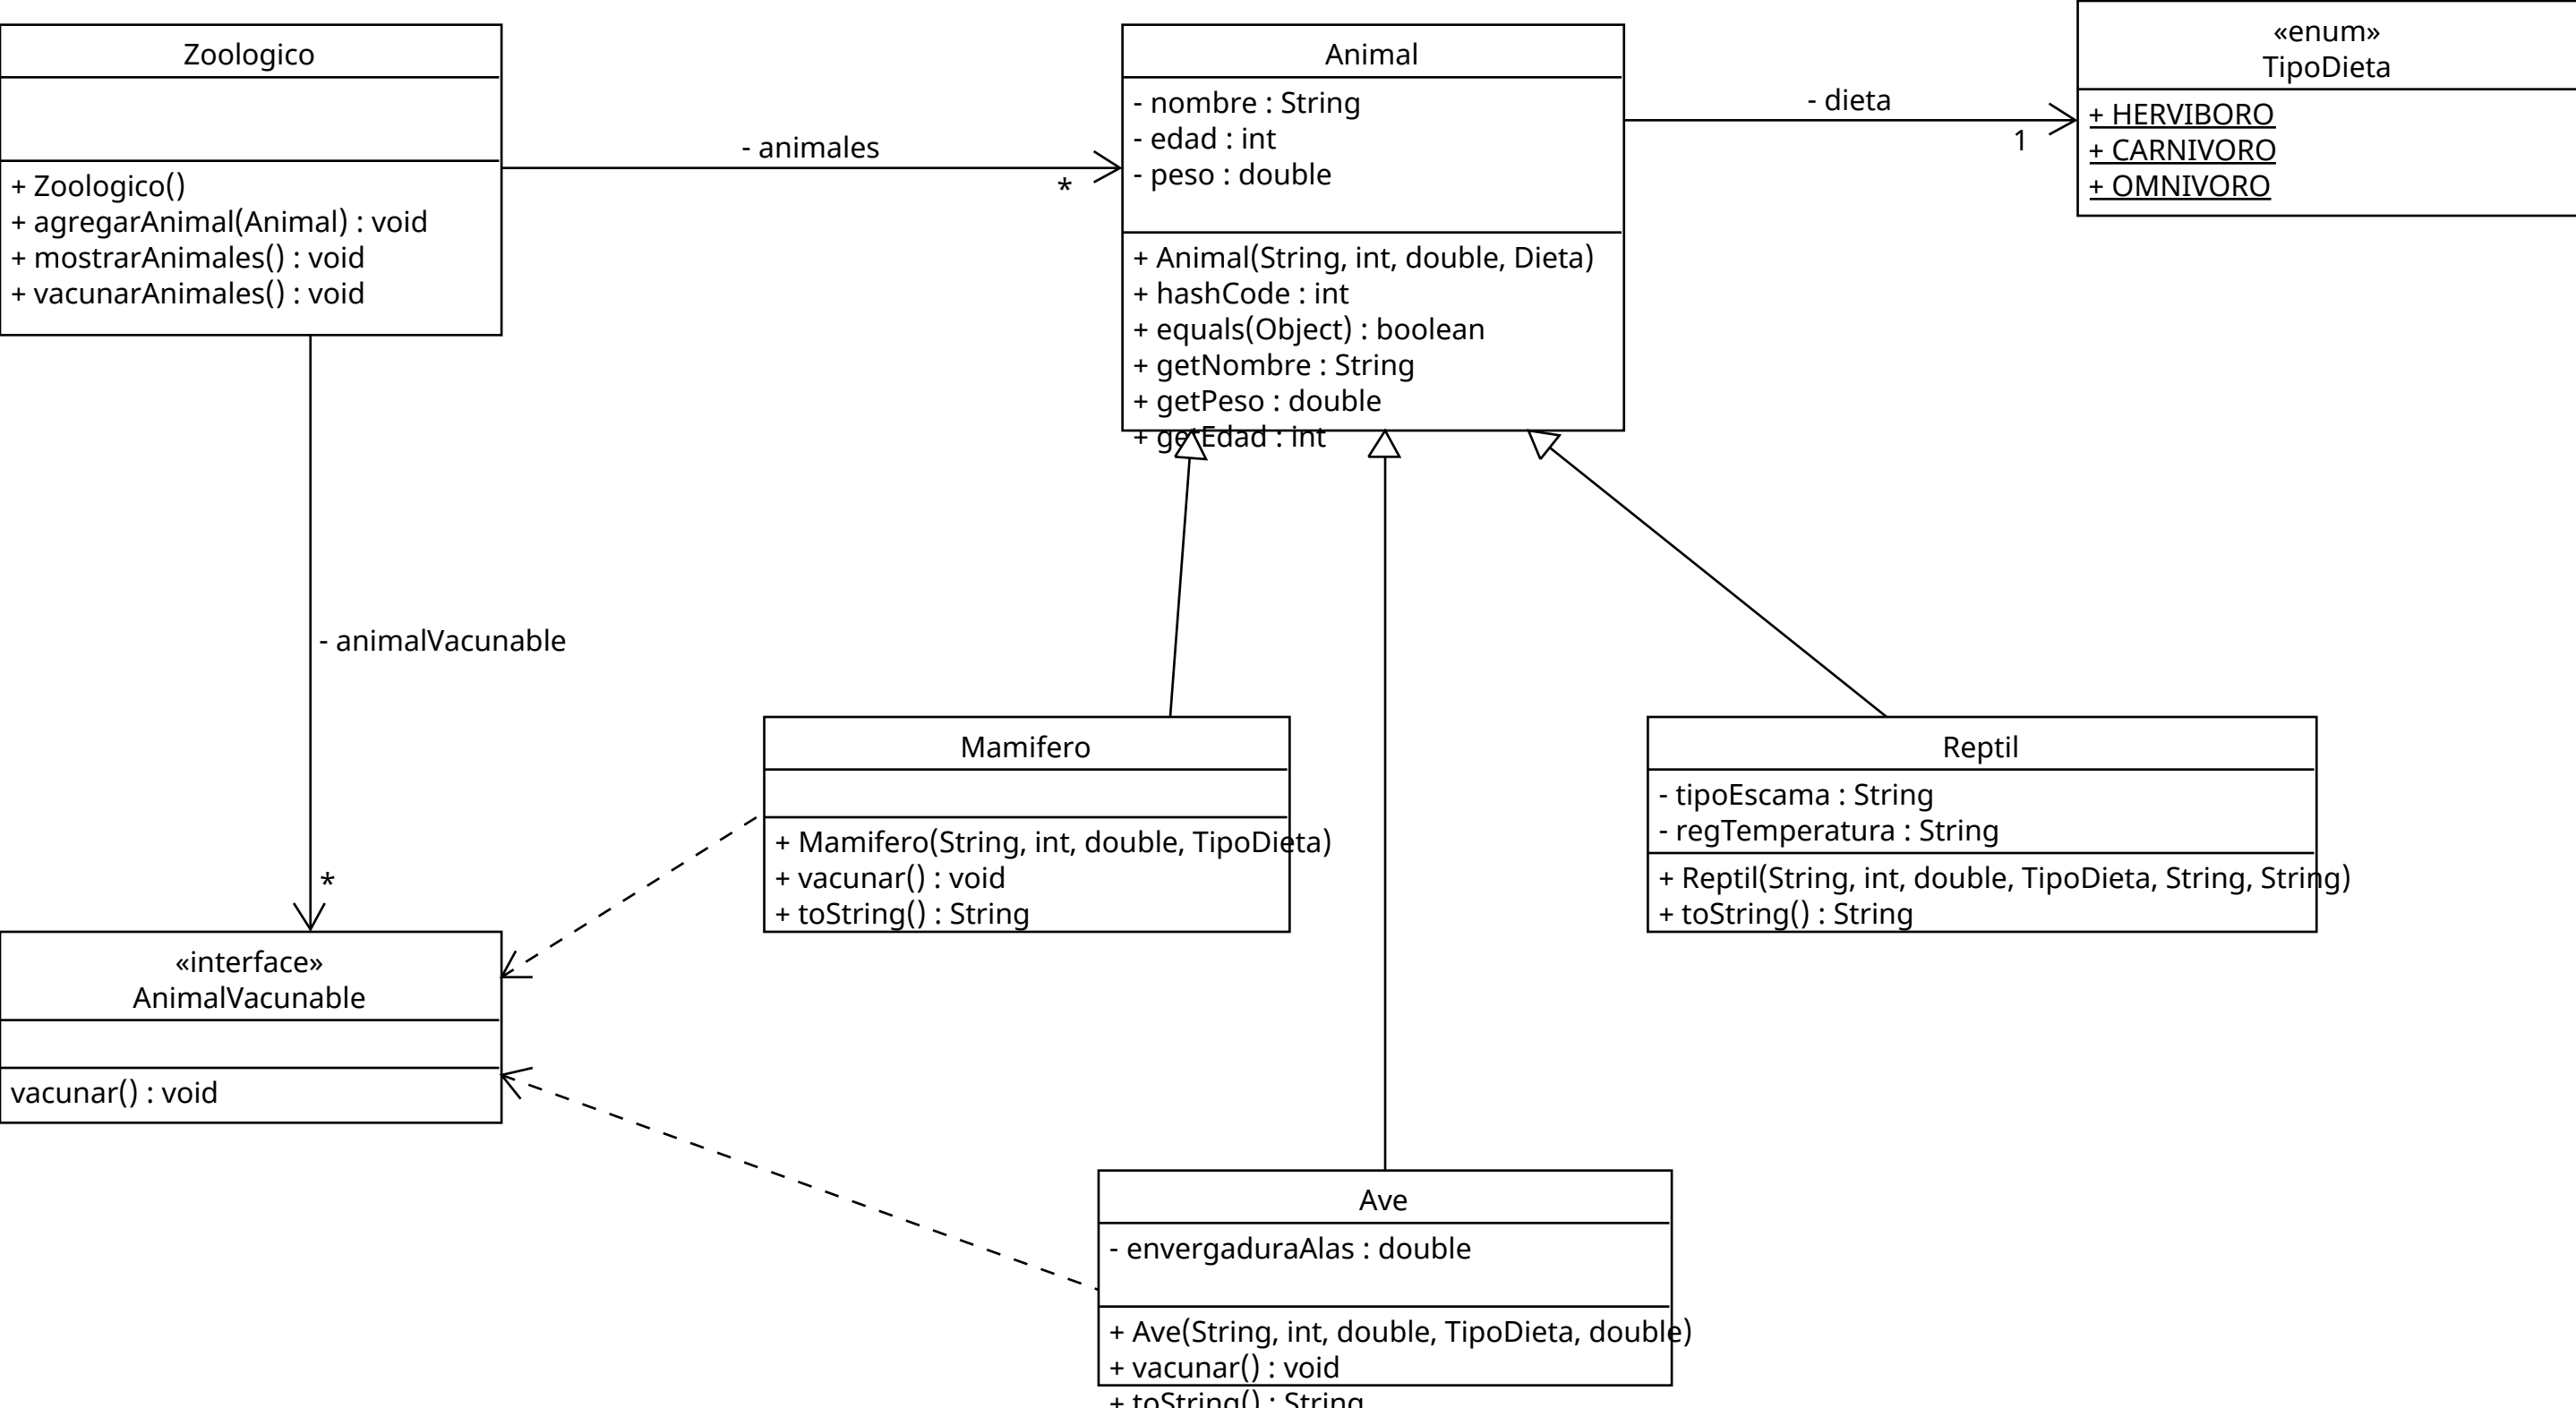 Zoologico
+ Zoologico()
+ agregarAnimal(Animal) : void
+ mostrarAnimales() : void
+ vacunarAnimales() : void
- animales
*
Animal
- nombre : String
- edad : int
- peso : double
+ Animal(String, int, double, Dieta)
+ hashCode : int
+ equals(Object) : boolean
+ getNombre : String
+ getPeso : double
+ getEdad : int
- dieta
1
«enum»
TipoDieta
+ HERVIBORO
+ CARNIVORO
+ OMNIVORO
- animalVacunable
*
Mamifero
+ Mamifero(String, int, double, TipoDieta)
+ vacunar() : void
+ toString() : String
Reptil
- tipoEscama : String
- regTemperatura : String
+ Reptil(String, int, double, TipoDieta, String, String)
+ toString() : String
«interface»
AnimalVacunable
vacunar() : void
Ave
- envergaduraAlas : double
+ Ave(String, int, double, TipoDieta, double)
+ vacunar() : void
+ toString() : String